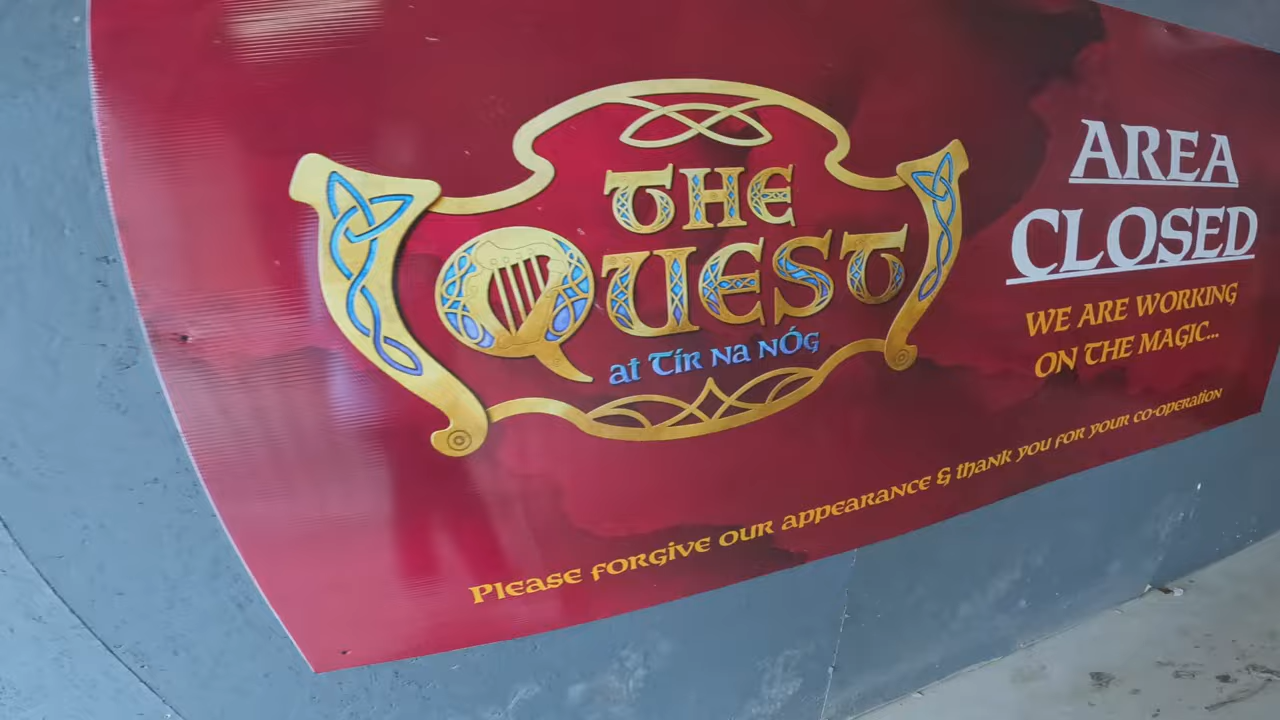 THE
QUEST
at Tír na nÓg
AREA
CLOSED
WE ARE WORKING
ON THE MAGIC...
Please forgive our appearance & thank you for your co-operation